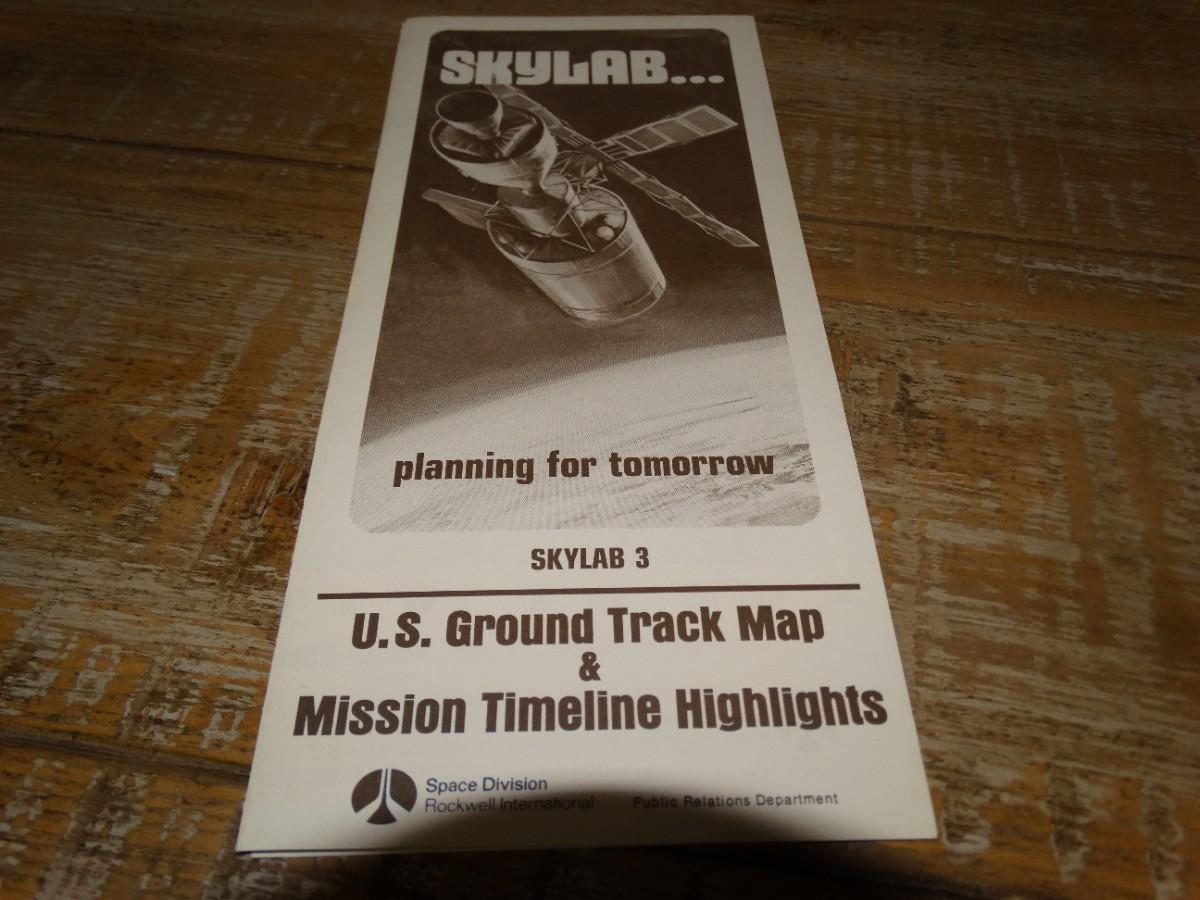 SKYLAB...
planning for tomorrow
SKYLAB 3
U.S. Ground Track Map
&
Mission Timeline Highlights
Space Division
Rockwell International
Public Relations Department